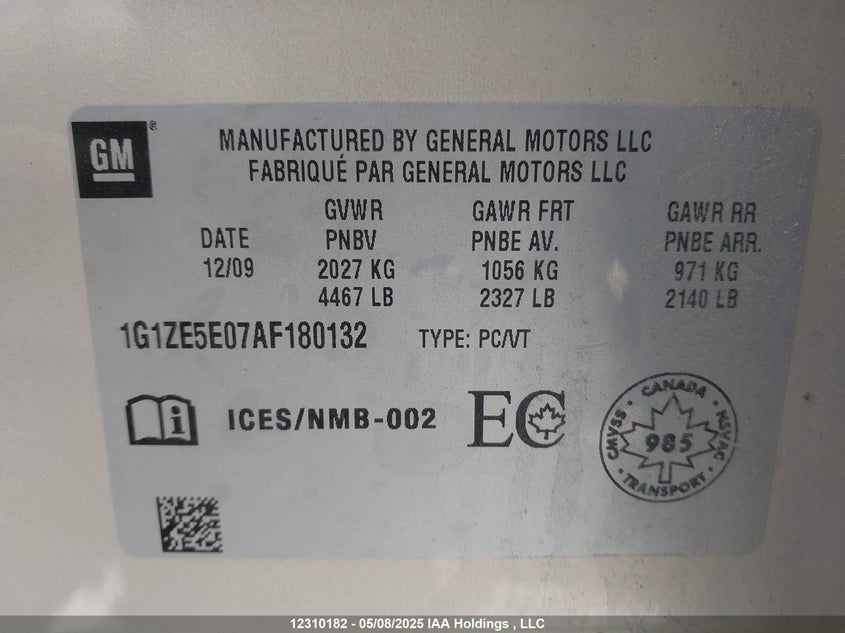 GM®
MANUFACTURED BY GENERAL MOTORS LLC
FABRIQUÉ PAR GENERAL MOTORS LLC
GVWR GAWR FRT GAWR RR
DATE PNBV PNBE AV. PNBE ARR.
12/09 2027 KG 1056 KG 971 KG
4467 LB 2327 LB 2140 LB
1G1ZE5E07AF180132 TYPE: PC/VT
i ICES/NMB-002 EC
CANADA
CMVSS 985 NSVAC
TRANSPORT
12310182 - 05/08/2025 IAA Holdings , LLC